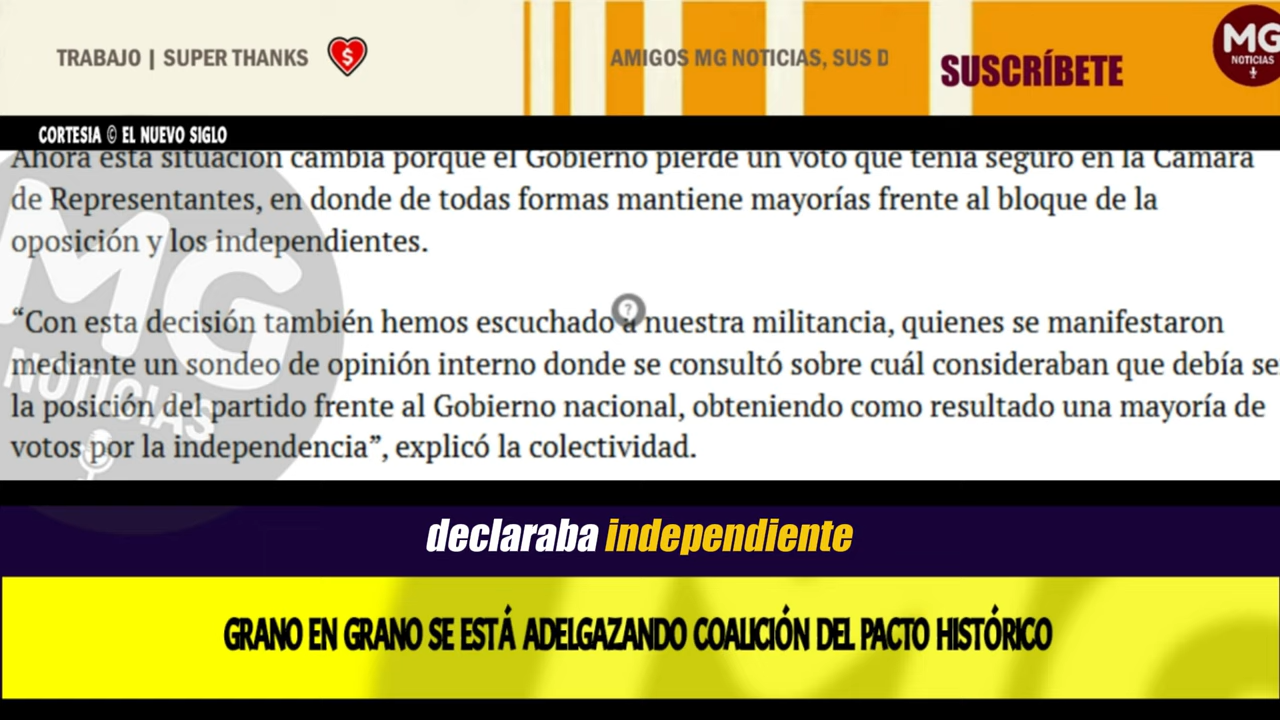 TRABAJO | SUPER THANKS
AMIGOS MG NOTICIAS, SUS D
SUSCRÍBETE
MG
NOTICIAS
CORTESIA © EL NUEVO SIGLO
Ahora esta situación cambia porque el Gobierno pierde un voto que tenía seguro en la Cámara
de Representantes, en donde de todas formas mantiene mayorías frente al bloque de la
oposición y los independientes.
“Con esta decisión también hemos escuchado a nuestra militancia, quienes se manifestaron
mediante un sondeo de opinión interno donde se consultó sobre cuál consideraban que debía se
la posición del partido frente al Gobierno nacional, obteniendo como resultado una mayoría de
votos por la independencia”, explicó la colectividad.
MG
NOTICIAS
declaraba independiente
GRANO EN GRANO SE ESTÁ ADELGAZANDO COALICIÓN DEL PACTO HISTÓRICO